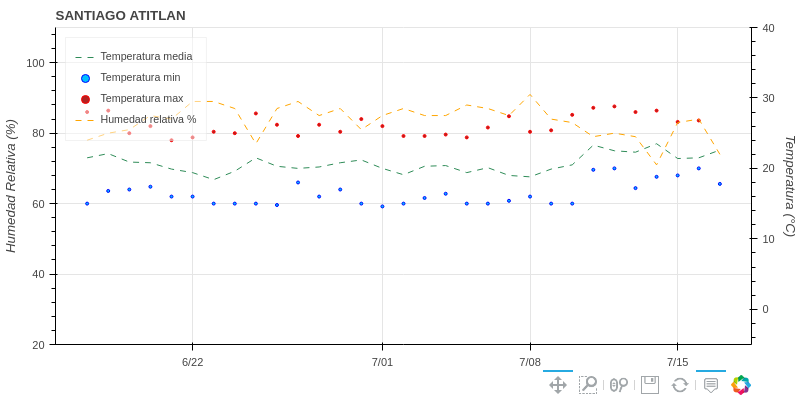 SANTIAGO ATITLAN
Temperatura media
Temperatura min
Temperatura max
Humedad relativa %
Humedad Relativa (%)
100
80
60
40
20
40
30
20
10
0
Temperatura (°C)
6/22
7/01
7/08
7/15